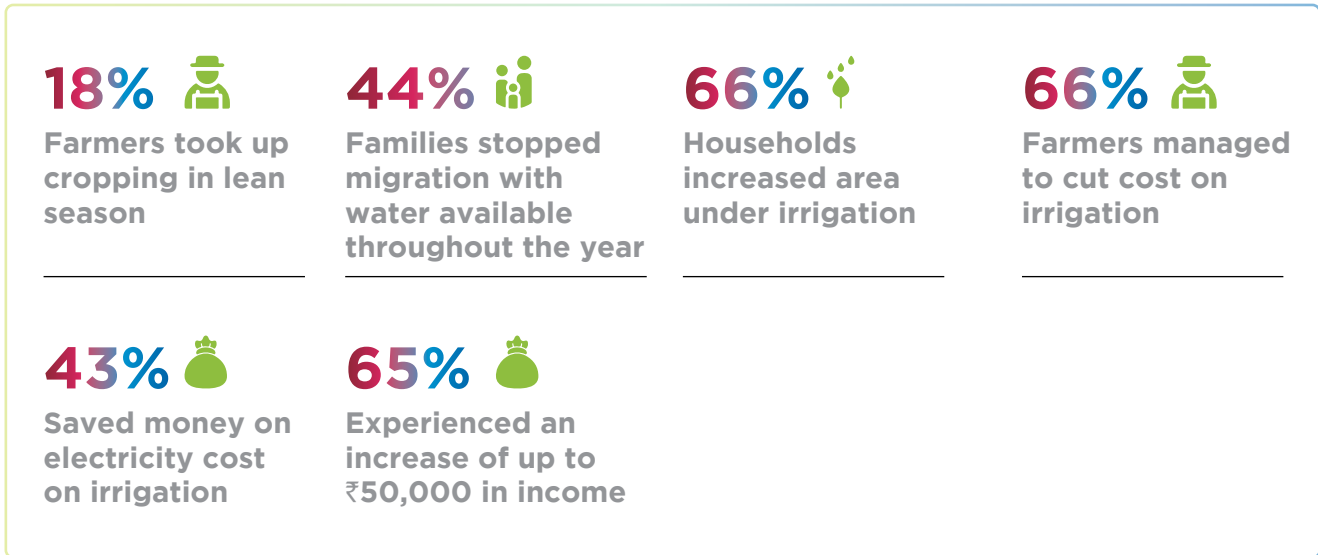 18%
Farmers took up
cropping in lean
season
44%
Families stopped
migration with
water available
throughout the year
66%
Households
increased area
under irrigation
66%
Farmers managed
to cut cost on
irrigation
43%
Saved money on
electricity cost
on irrigation
65%
Experienced an
increase of up to
₹50,000 in income